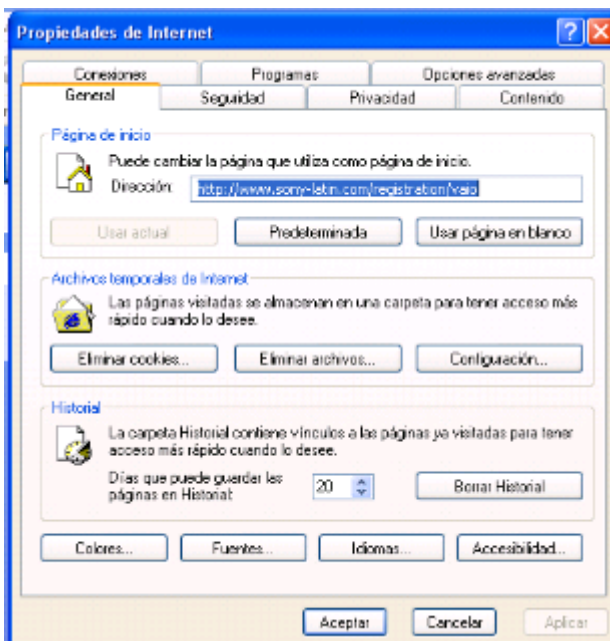 Propiedades de Internet
Conexiones Programas Opciones avanzadas
General Seguridad Privacidad Contenido
Página de inicio
Puede cambiar la página que utiliza como página de inicio.
Dirección: http://www.sony-latin.com/registration/vaio
Usar actual Predeterminada Usar página en blanco
Archivos temporales de Internet
Las páginas visitadas se almacenan en una carpeta para tener acceso más
rápido cuando lo desee.
Eliminar cookies... Eliminar archivos... Configuración...
Historial
La carpeta Historial contiene vínculos a las páginas ya visitadas para tener
acceso más rápido cuando lo desee.
Días que puede guardar las
páginas en Historial: 20 Borrar Historial
Colores... Fuentes... Idiomas... Accesibilidad...
Aceptar Cancelar Aplicar